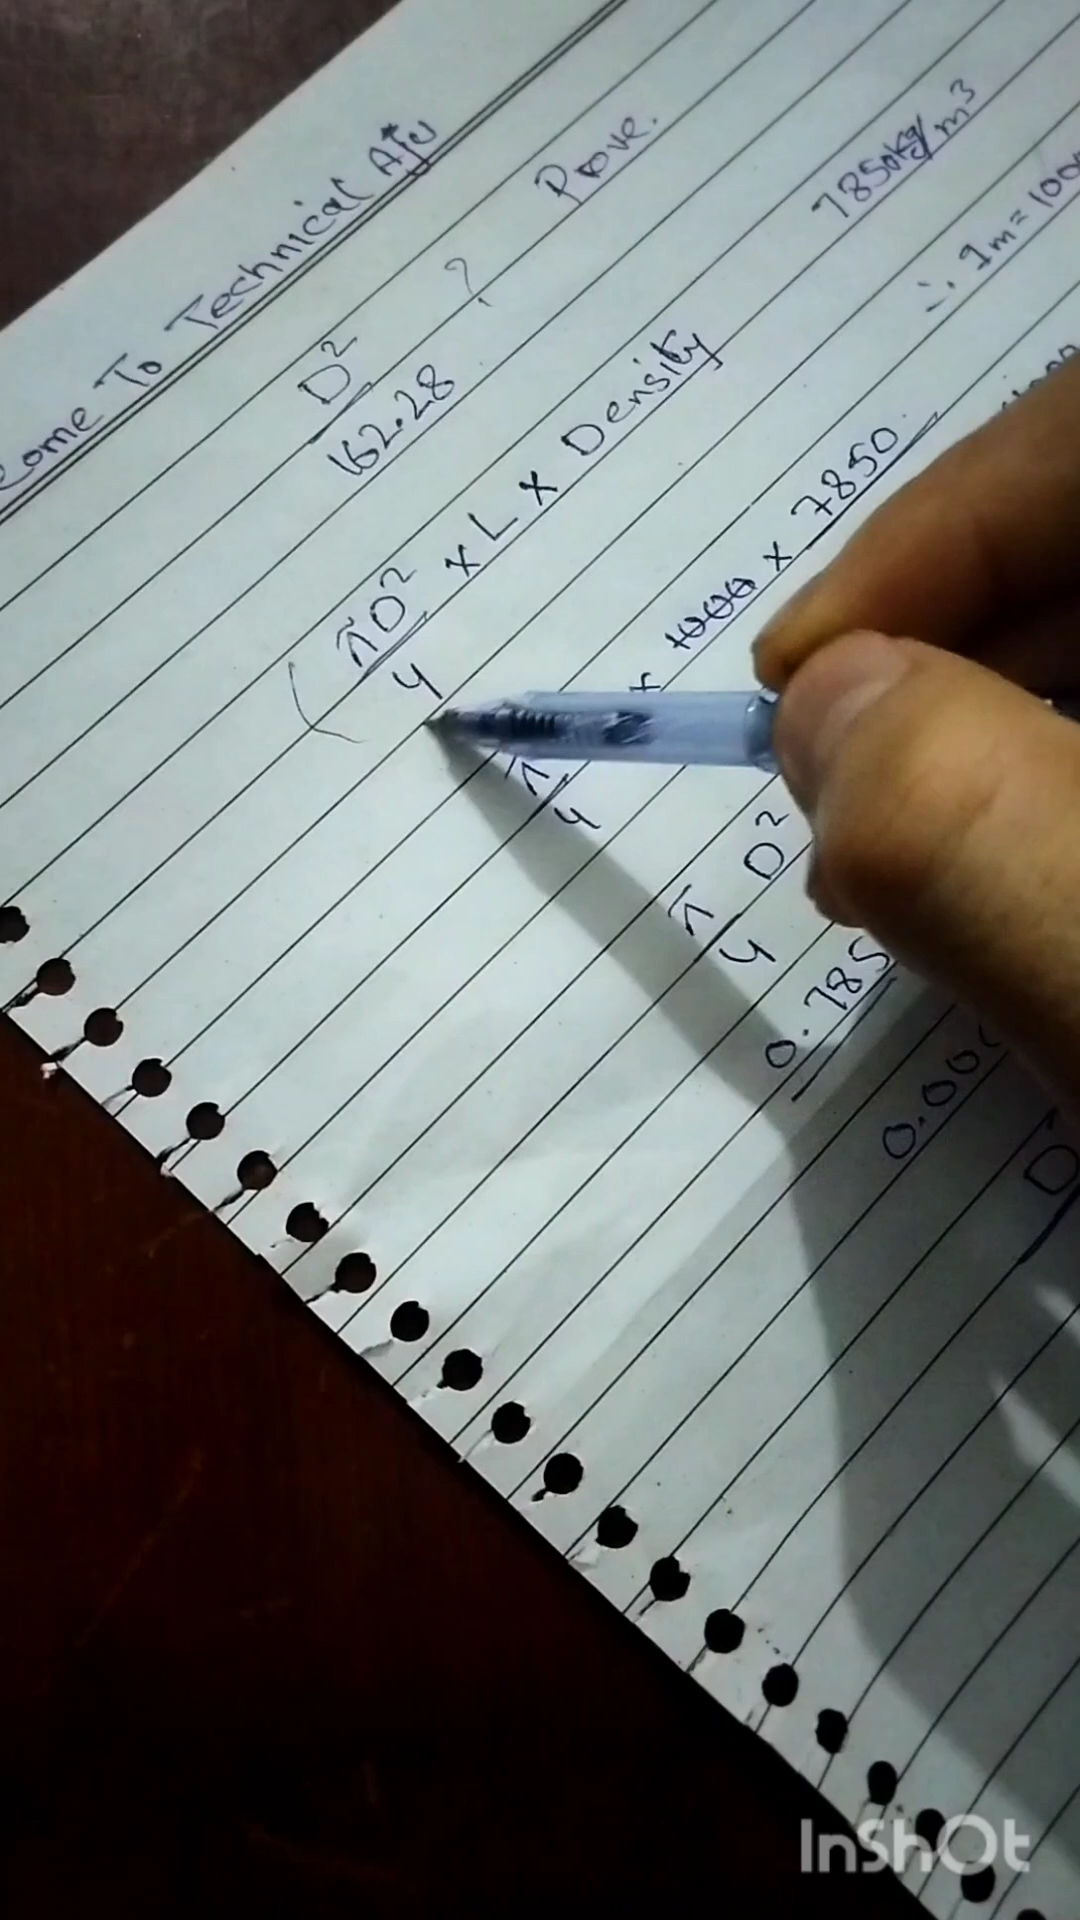 come To Technical Aju
D²
162.28 ? Prove.
πD²
4
× L × Density 7850kg/m³
∴ 1m = 100
π
4
× 1000 × 7850.
π
4
D²
0.785
0.00
D
InShOt